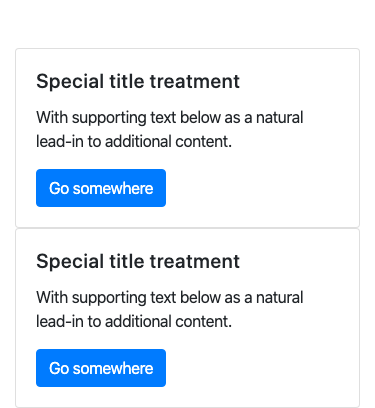 Special title treatment
With supporting text below as a natural
lead-in to additional content.
Go somewhere
Special title treatment
With supporting text below as a natural
lead-in to additional content.
Go somewhere